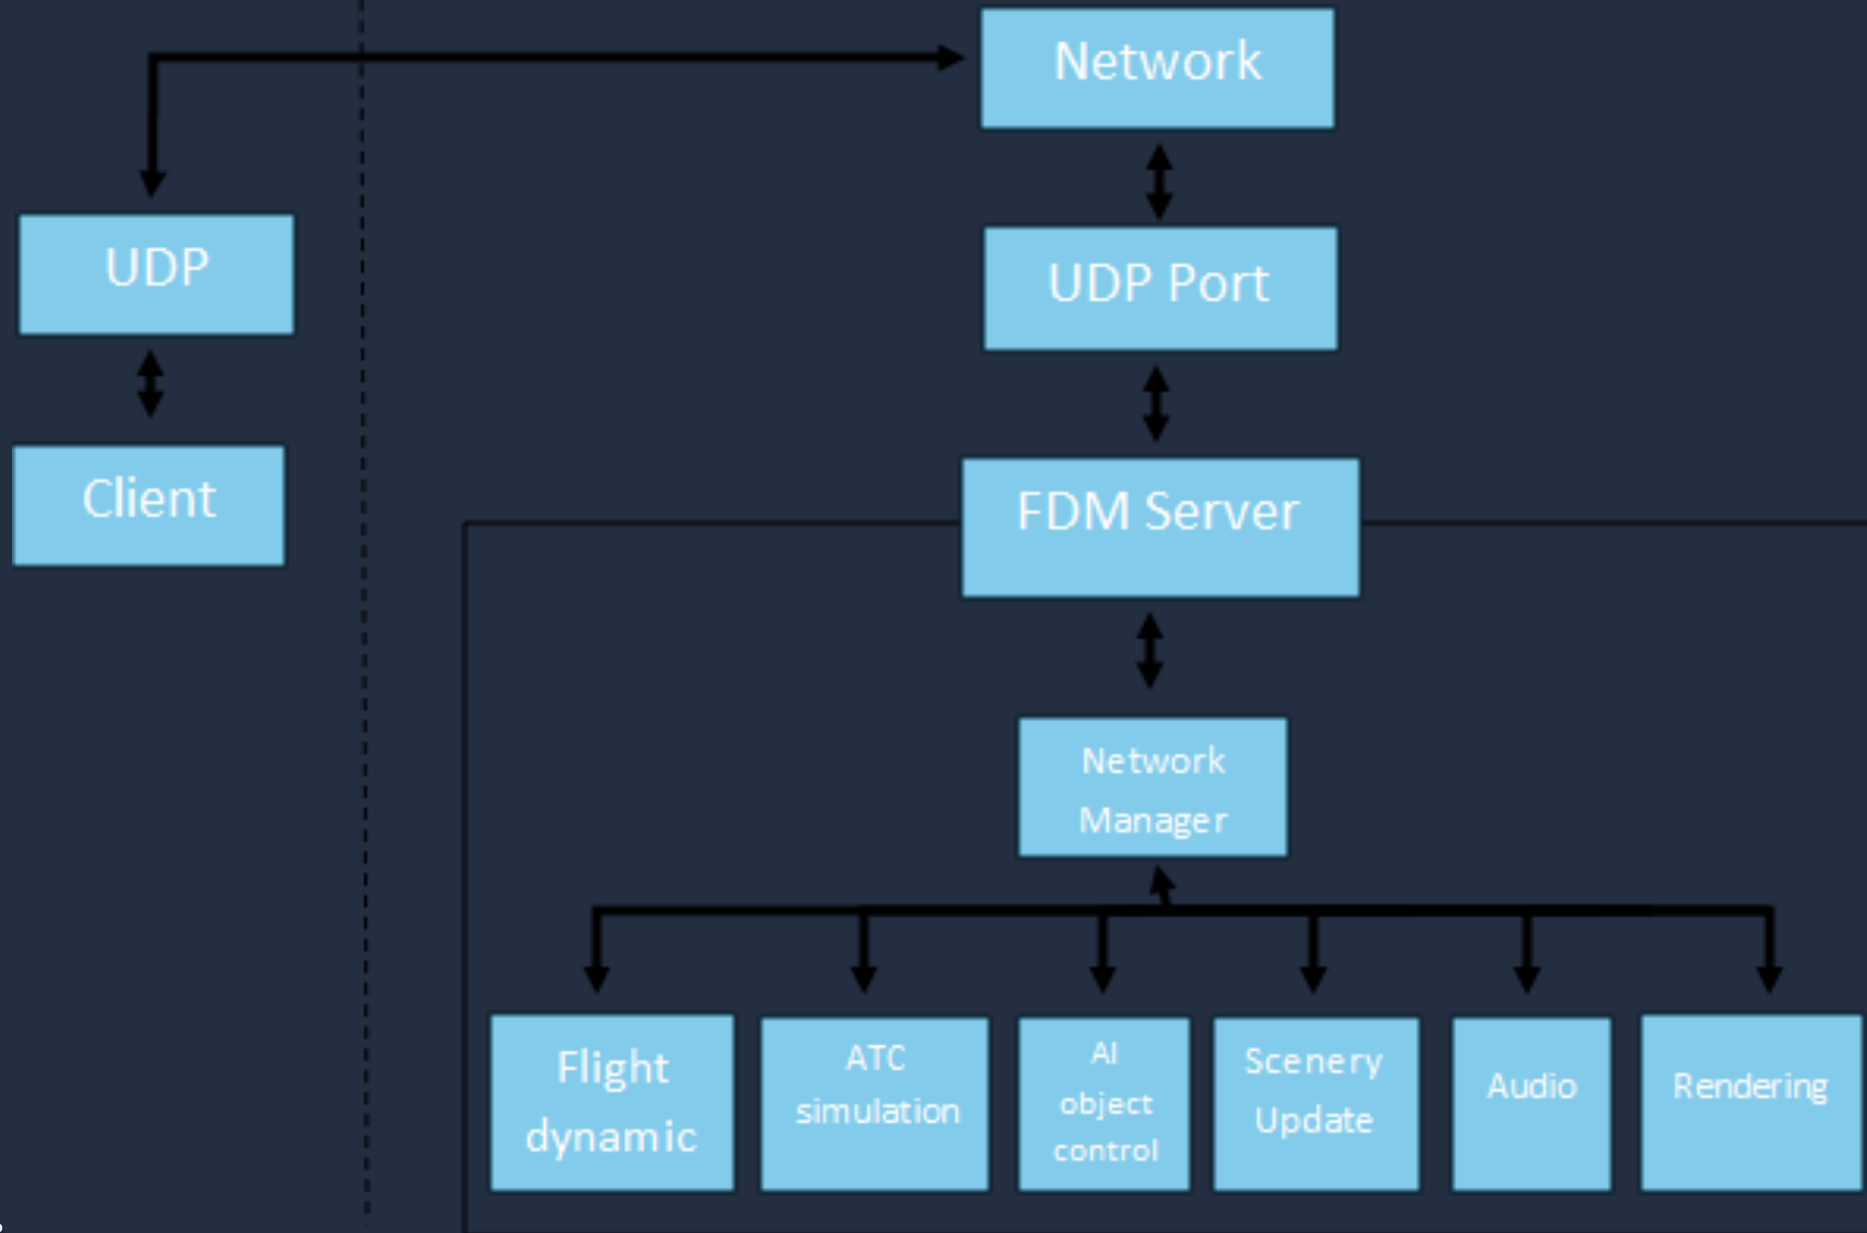 Network
UDP
UDP Port
Client
FDM Server
Network
Manager
Flight
dynamic
ATC
simulation
AI
object
control
Scenery
Update
Audio
Rendering